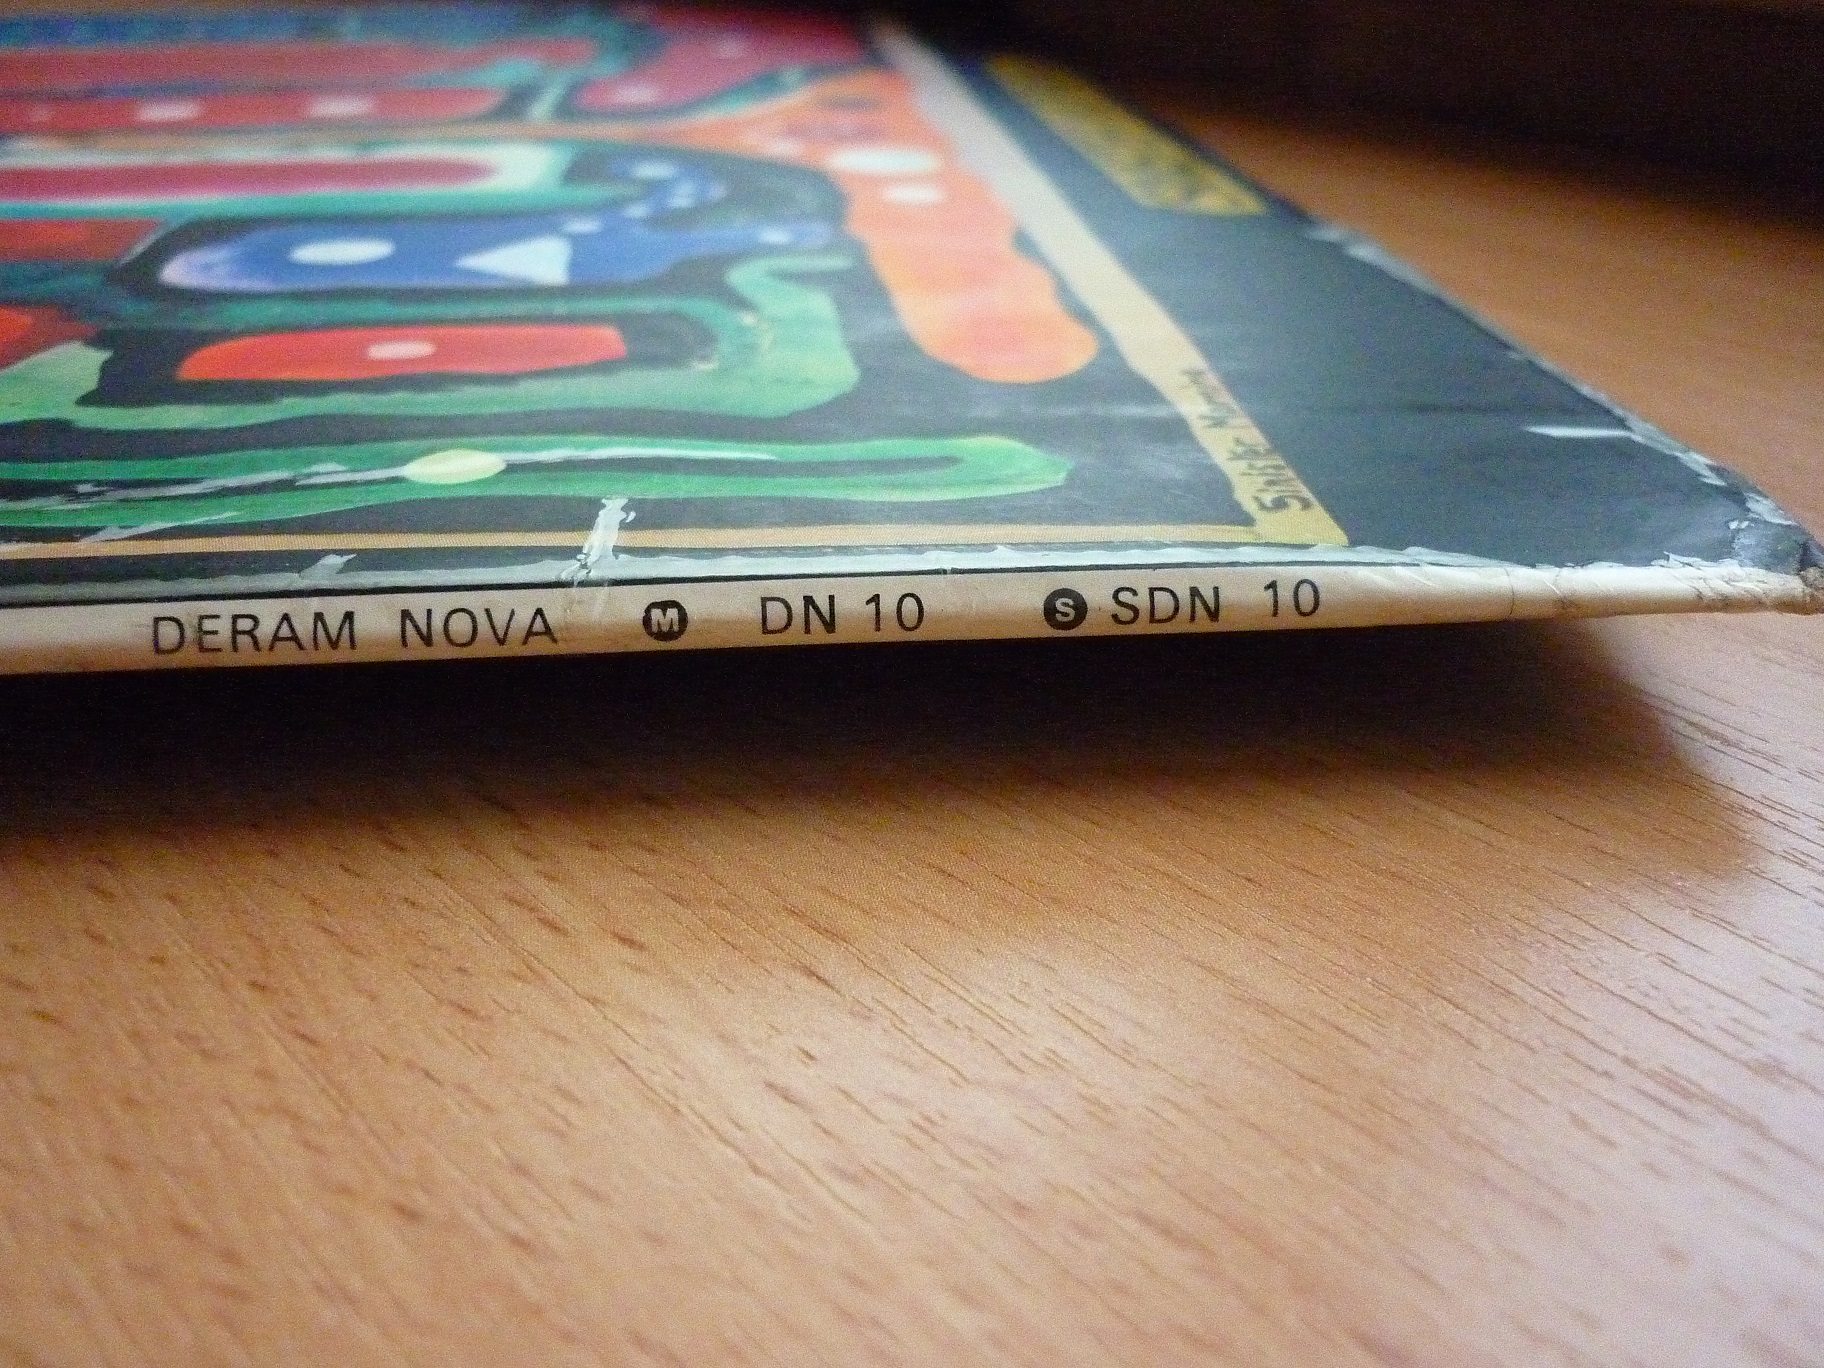 DERAM NOVA M DN 10 S SDN 10